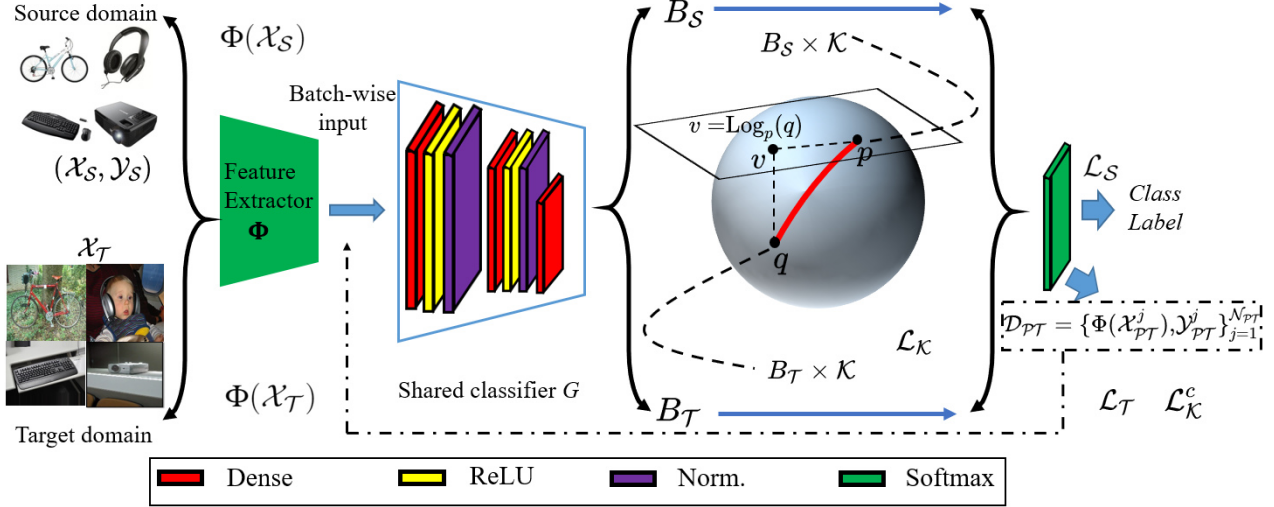 Source domain
(𝒳_𝒮, 𝒴_𝒮)
𝒳_𝒯
Target domain
Φ(𝒳_𝒮)
Feature
Extractor
Φ
Φ(𝒳_𝒯)
Batch-wise
input
Shared classifier G
B_𝒮
B_𝒮 × 𝒦
v =Log_p(q)
v
p
q
ℒ_𝒦
B_𝒯 × 𝒦
B_𝒯
ℒ_𝒮
Class
Label
𝒟_𝒫𝒯 = {Φ(𝒳^j_𝒫𝒯),𝒴^j_𝒫𝒯}^𝒩_𝒫𝒯_j=1
ℒ_𝒯 ℒ^c_𝒦
Dense ReLU Norm. Softmax